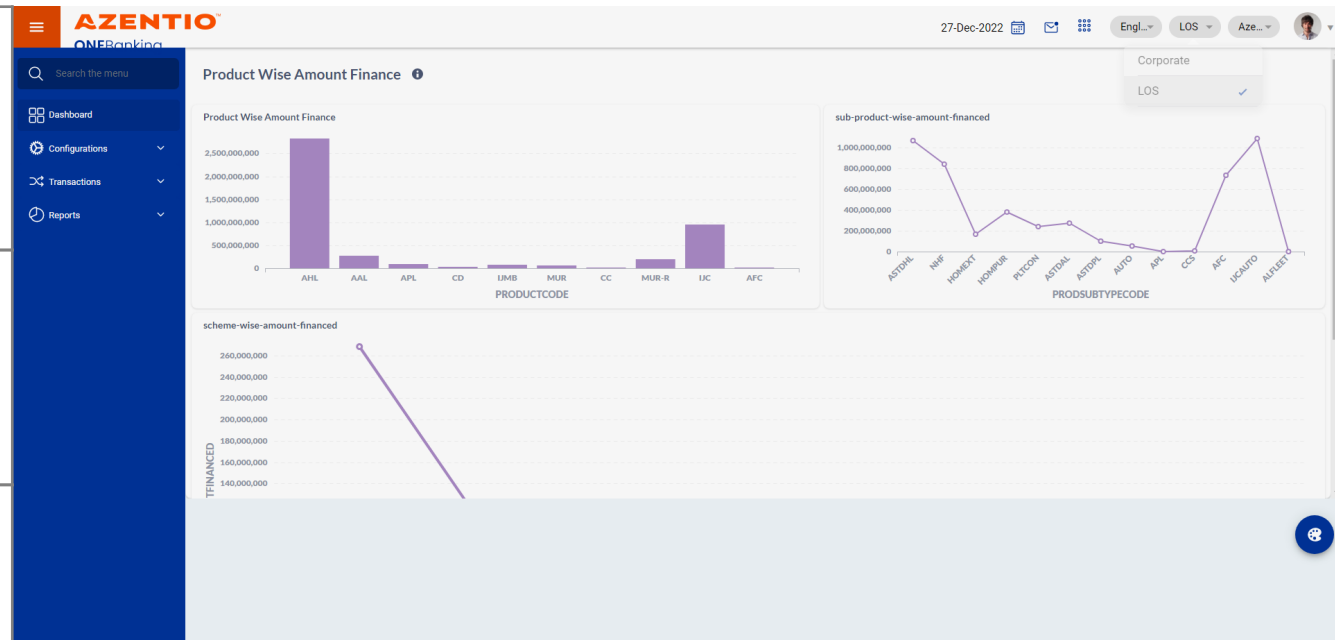 AZENTIO™
ONEBanking
27-Dec-2022
Engl...
LOS
Aze...
Corporate
LOS
Search the menu
Dashboard
Configurations
Transactions
Reports
Product Wise Amount Finance
Product Wise Amount Finance
2,500,000,000
2,000,000,000
1,500,000,000
1,000,000,000
500,000,000
0
AHL AAL APL CD IJMB MUR CC MUR-R IJC AFC
PRODUCTCODE
sub-product-wise-amount-financed
1,000,000,000
800,000,000
600,000,000
400,000,000
200,000,000
0
ASTDHL NHF HOMEXT HOMPUR PLTCON ASTDAL ASTDPL AUTO APL CCS AFC IJCAUTO ALFLEET
PRODSUBTYPECODE
scheme-wise-amount-financed
260,000,000
240,000,000
220,000,000
200,000,000
180,000,000
160,000,000
140,000,000
TFINANCED